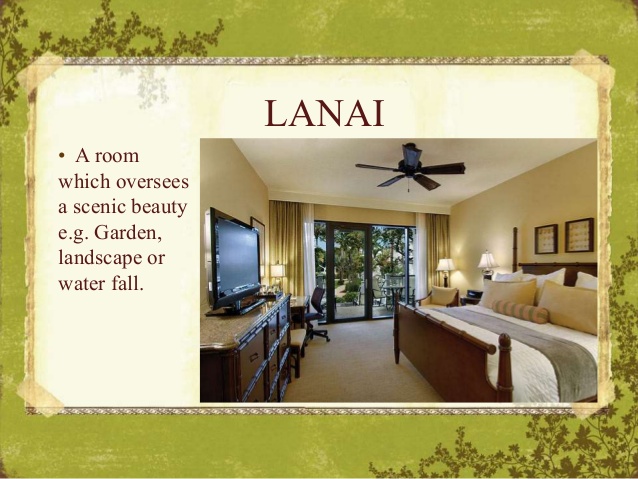 LANAI
• A room
which oversees
a scenic beauty
e.g. Garden,
landscape or
water fall.